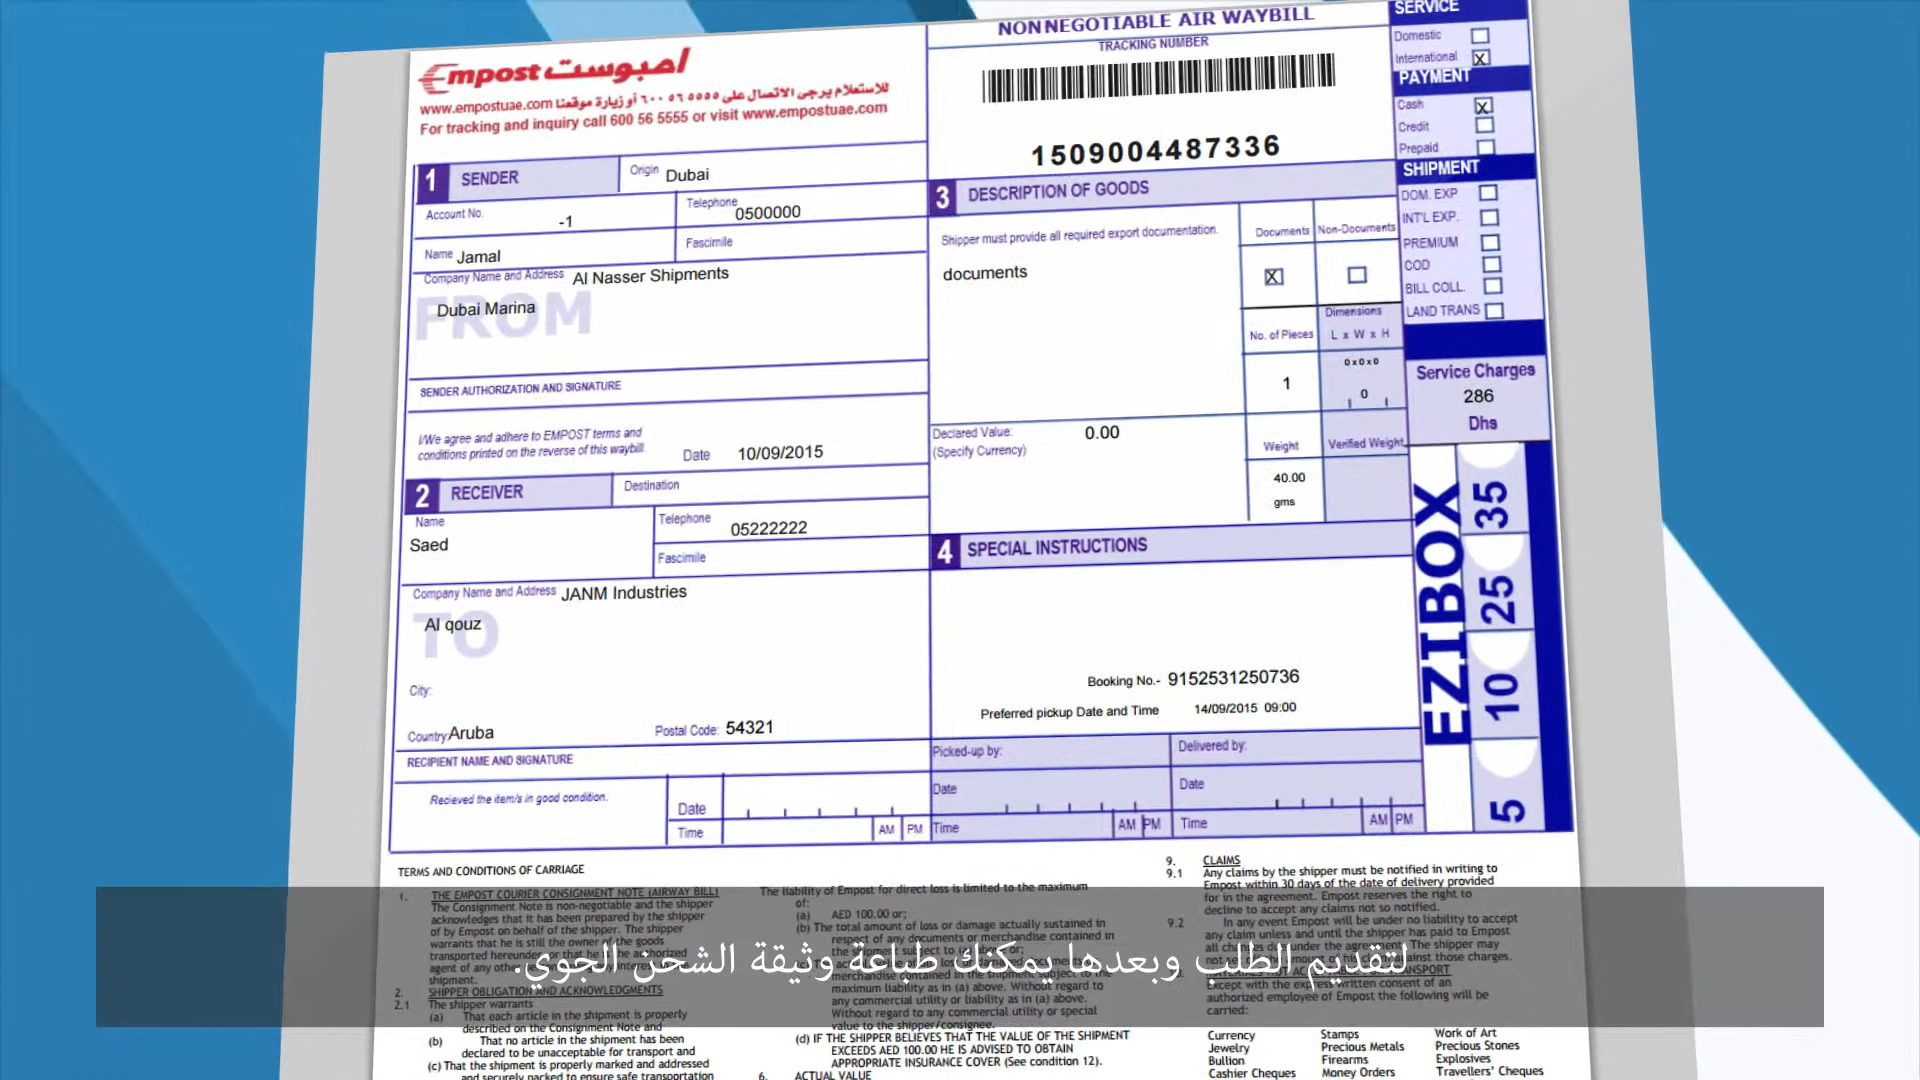 Empost امبوست
للاستعلام يرجى الاتصال على ٥٥٥٥ ٥٦ ٦٠٠ أو زيارة موقعنا www.empostuae.com
For tracking and inquiry call 600 56 5555 or visit www.empostuae.com
NON NEGOTIABLE AIR WAYBILL
TRACKING NUMBER
1509004487336
SERVICE
Domestic
International X
PAYMENT
Cash X
Credit
Prepaid
SHIPMENT
DOM. EXP
INT'L EXP.
PREMIUM
COD
BILL COLL.
LAND TRANS
Service Charges
286
Dhs
EZIBOX
35
25
10
5
1 SENDER
Origin Dubai
Account No. -1
Telephone 0500000
Name Jamal
Fascimile
Company Name and Address Al Nasser Shipments
FROM
Dubai Marina
SENDER AUTHORIZATION AND SIGNATURE
I/We agree and adhere to EMPOST terms and
conditions printed on the reverse of this waybill.
Date 10/09/2015
2 RECEIVER
Destination
Name
Saed
Telephone 05222222
Fascimile
Company Name and Address JANM Industries
TO
Al qouz
City:
Country Aruba
Postal Code: 54321
RECIPIENT NAME AND SIGNATURE
Recieved the item/s in good condition.
Date
Time AM PM
3 DESCRIPTION OF GOODS
Shipper must provide all required export documentation.
documents
Documents Non-Documents
X
No. of Pieces
Dimensions
L x W x H
1
0 x 0 x 0
0
Declared Value: 0.00
(Specify Currency)
Weight
Verified Weight
40.00
gms
4 SPECIAL INSTRUCTIONS
Booking No.- 9152531250736
Preferred pickup Date and Time 14/09/2015 09:00
Picked-up by:
Date
Time AM PM
Delivered by:
Date
Time AM PM
TERMS AND CONDITIONS OF CARRIAGE
1. THE EMPOST COURIER CONSIGNMENT NOTE (AIRWAY BILL)
The Consignment Note is non-negotiable and the shipper
acknowledges that it has been prepared by the shipper
of by Empost on behalf of the shipper. The shipper
warrants that he is still the owner of the goods
shipment.
2. SHIPPER OBLIGATION AND ACKNOWLEDGMENTS
2.1 The shipper warrants
(a) That each article in the shipment is properly
described on the Consignment Note and
(b) That no article in the shipment has been
declared to be unacceptable for transport and
(c) That the shipment is properly marked and addressed
and securely packed to ensure safe transportation
The liability of Empost for direct loss is limited to the maximum
of:
(a) AED 100.00 or;
(b) The total amount of loss or damage actually sustained in
respect of any documents or merchandise contained in
maximum liability as in (a) above. Without regard to
any commercial utility or liability as in (a) above.
Without regard to any commercial utility or special
value to the shipper/consignee.
(d) IF THE SHIPPER BELIEVES THAT THE VALUE OF THE SHIPMENT
EXCEEDS AED 100.00 HE IS ADVISED TO OBTAIN
APPROPRIATE INSURANCE COVER (See condition 12).
6. ACTUAL VALUE
9. CLAIMS
9.1 Any claims by the shipper must be notified in writing to
Empost within 30 days of the date of delivery provided
for in the agreement. Empost reserves the right to
decline to accept any claims not so notified.
9.2 In any event Empost will be under no liability to accept
any claim unless and until the shipper has paid to Empost
Except with the express written consent of an
authorized employee of Empost the following will be
carried:
Currency Stamps Work of Art
Jewelry Precious Metals Precious Stones
Bullion Firearms Explosives
Cashier Cheques Money Orders Travellers' Cheques
لتقديم الطلب وبعدها يمكنك طباعة وثيقة الشحن الجوي.